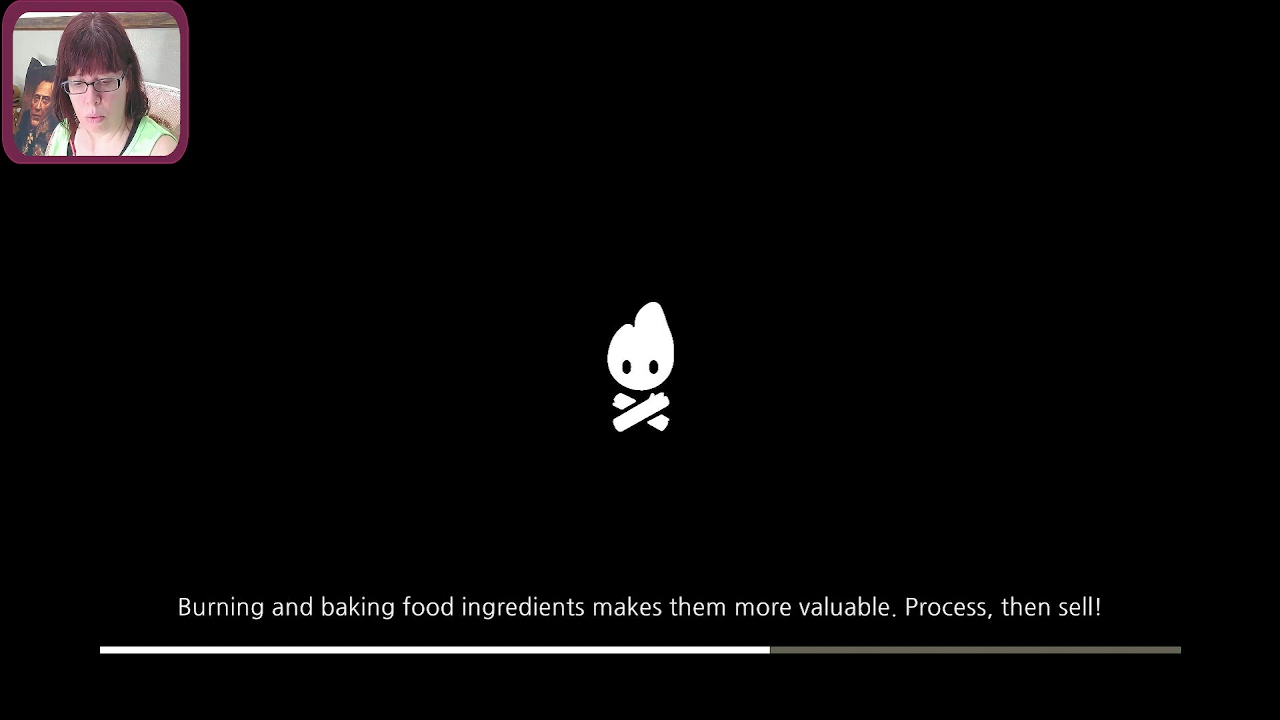 Burning and baking food ingredients makes them more valuable. Process, then sell!